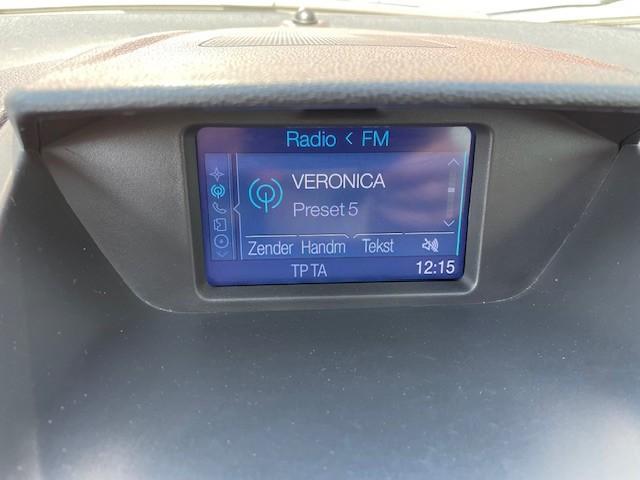 Radio < FM
VERONICA
Preset 5
Zender Handm Tekst
TP TA 12:15